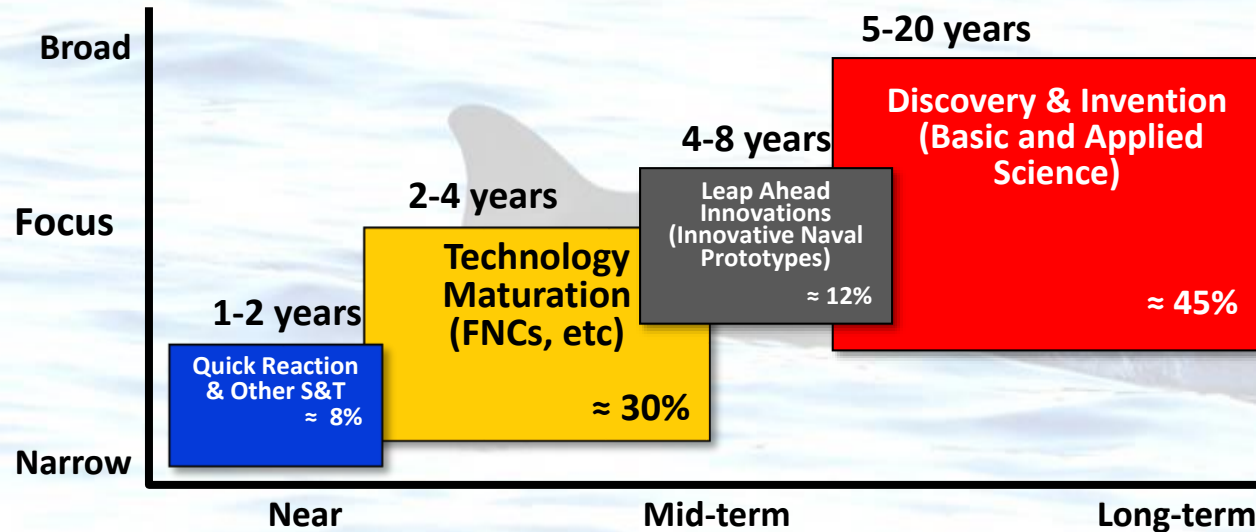 5-20 years
Broad
Discovery & Invention
(Basic and Applied
Science)
≈ 45%
4-8 years
Leap Ahead
Innovations
(Innovative Naval
Prototypes)
≈ 12%
2-4 years
Focus
Technology
Maturation
(FNCs, etc)
≈ 30%
1-2 years
Quick Reaction
& Other S&T
≈ 8%
Narrow
Near
Mid-term
Long-term